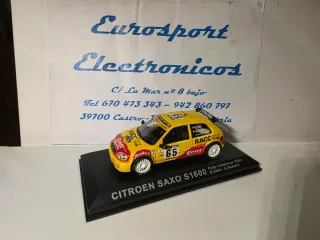 Eurosport
Electronicos
C/ La Mar nº 8 bajo
Tel 670 473 343 - 942 860 797
39700 Castro-
RACC
65
CITROEN SAXO S1600